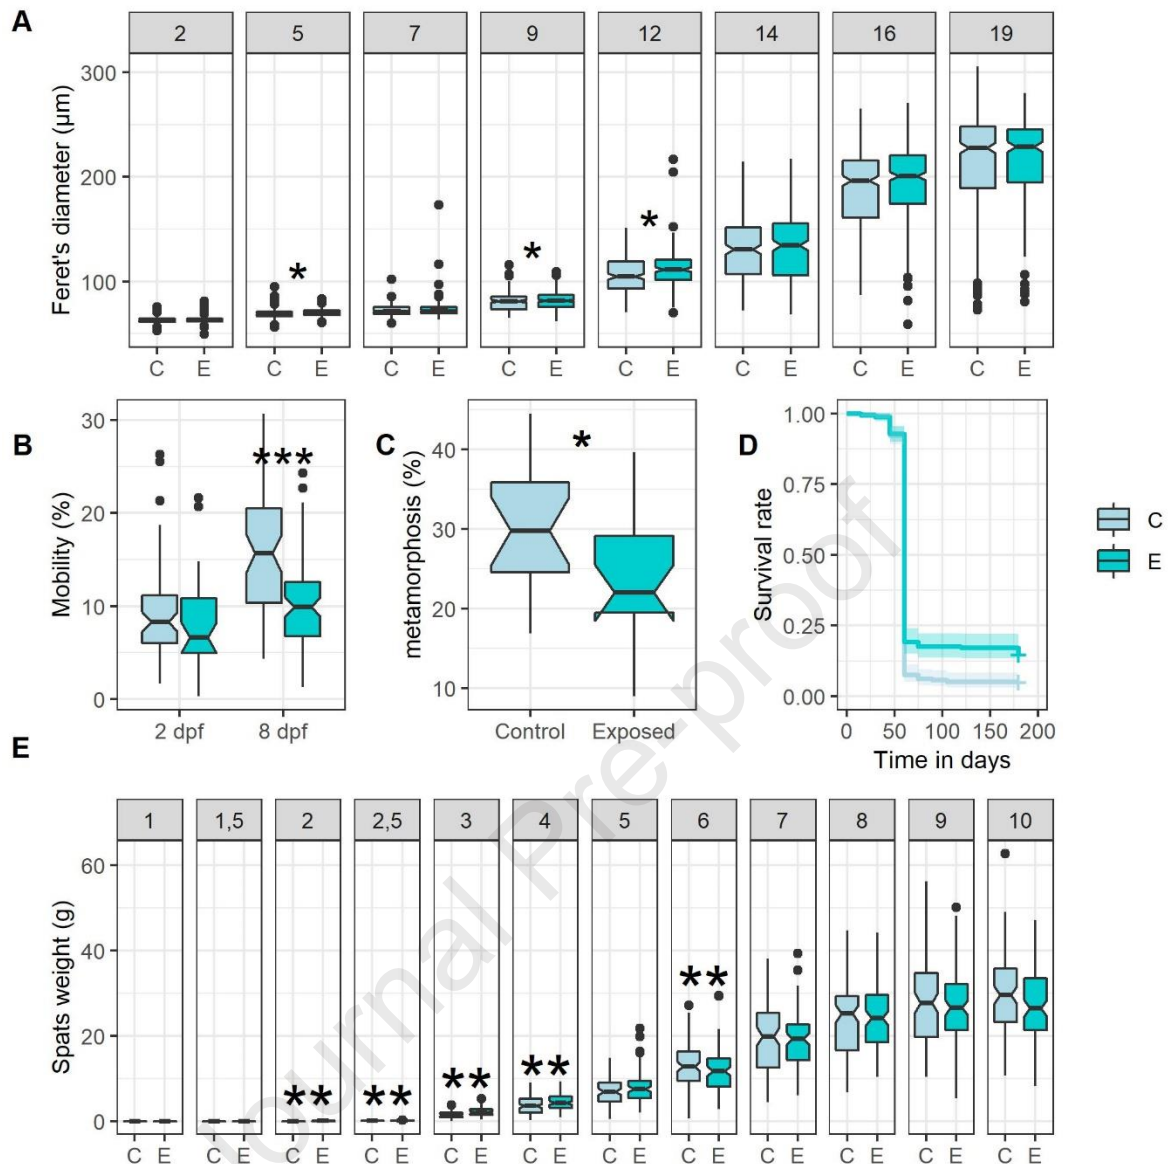 A
2 5 7 9 12 14 16 19
Feret's diameter (µm)
300
200
100
C E C E C E C E C E C E C E C E
B
Mobility (%)
30
20
10
0
***
2 dpf 8 dpf
C
metamorphosis (%)
40
30
20
10
*
Control Exposed
D
Survival rate
1.00
0.75
0.50
0.25
0.00
0 50 100 150 200
Time in days
C
E
E
1 1,5 2 2,5 3 4 5 6 7 8 9 10
Spats weight (g)
60
40
20
0
** ** ** ** **
C E C E C E C E C E C E C E C E C E C E C E C E
Journal Pre-proof